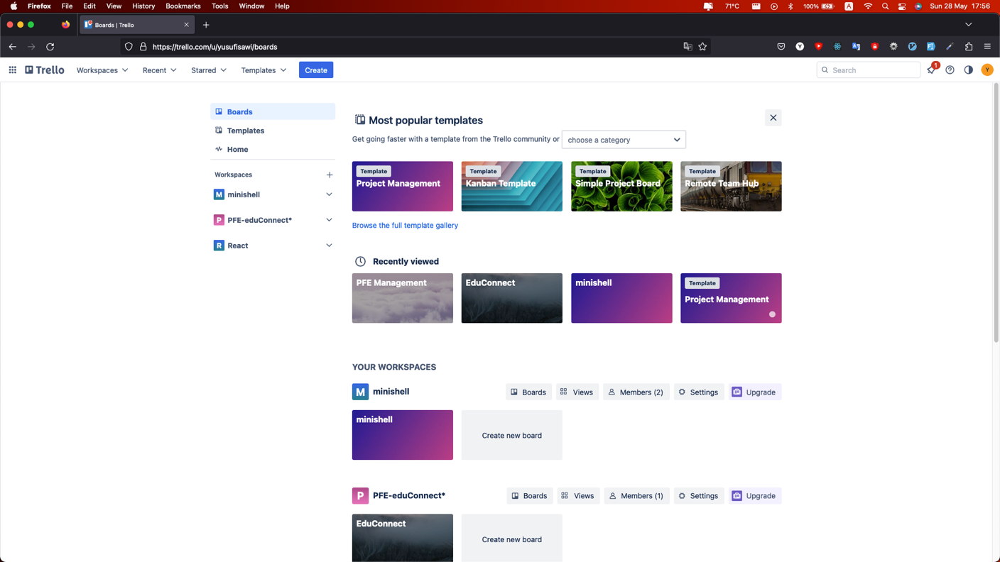 Firefox File Edit View History Bookmarks Tools Window Help 71°C 100% A Sun 28 May 17:56
Boards | Trello
https://trello.com/u/yusufisawi/boards
Trello Workspaces Recent Starred Templates Create Search 1 Y
Boards
Templates
Home
Workspaces
M minishell
P PFE-eduConnect*
R React
Most popular templates
Get going faster with a template from the Trello community or choose a category
Template
Project Management
Template
Kanban Template
Template
Simple Project Board
Template
Remote Team Hub
Browse the full template gallery
Recently viewed
PFE Management
EduConnect
minishell
Template
Project Management
YOUR WORKSPACES
M minishell Boards Views Members (2) Settings Upgrade
minishell
Create new board
P PFE-eduConnect* Boards Views Members (1) Settings Upgrade
EduConnect
Create new board